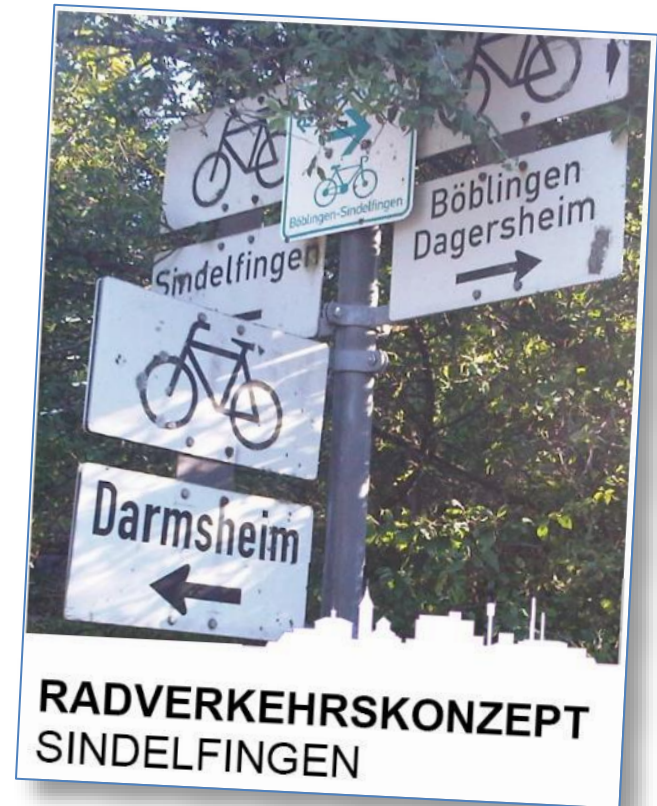 Böblingen-Sindelfingen
Sindelfingen
Böblingen
Dagersheim
Darmsheim
RADVERKEHRSKONZEPT
SINDELFINGEN